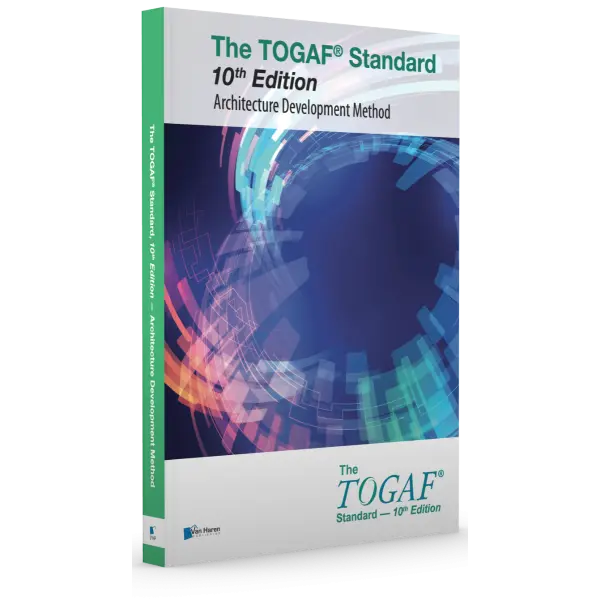 The TOGAF® Standard
10th Edition
Architecture Development Method
The TOGAF® Standard, 10th Edition — Architecture Development Method
The
TOGAF®
Standard — 10th Edition
Van Haren
PUBLISHING